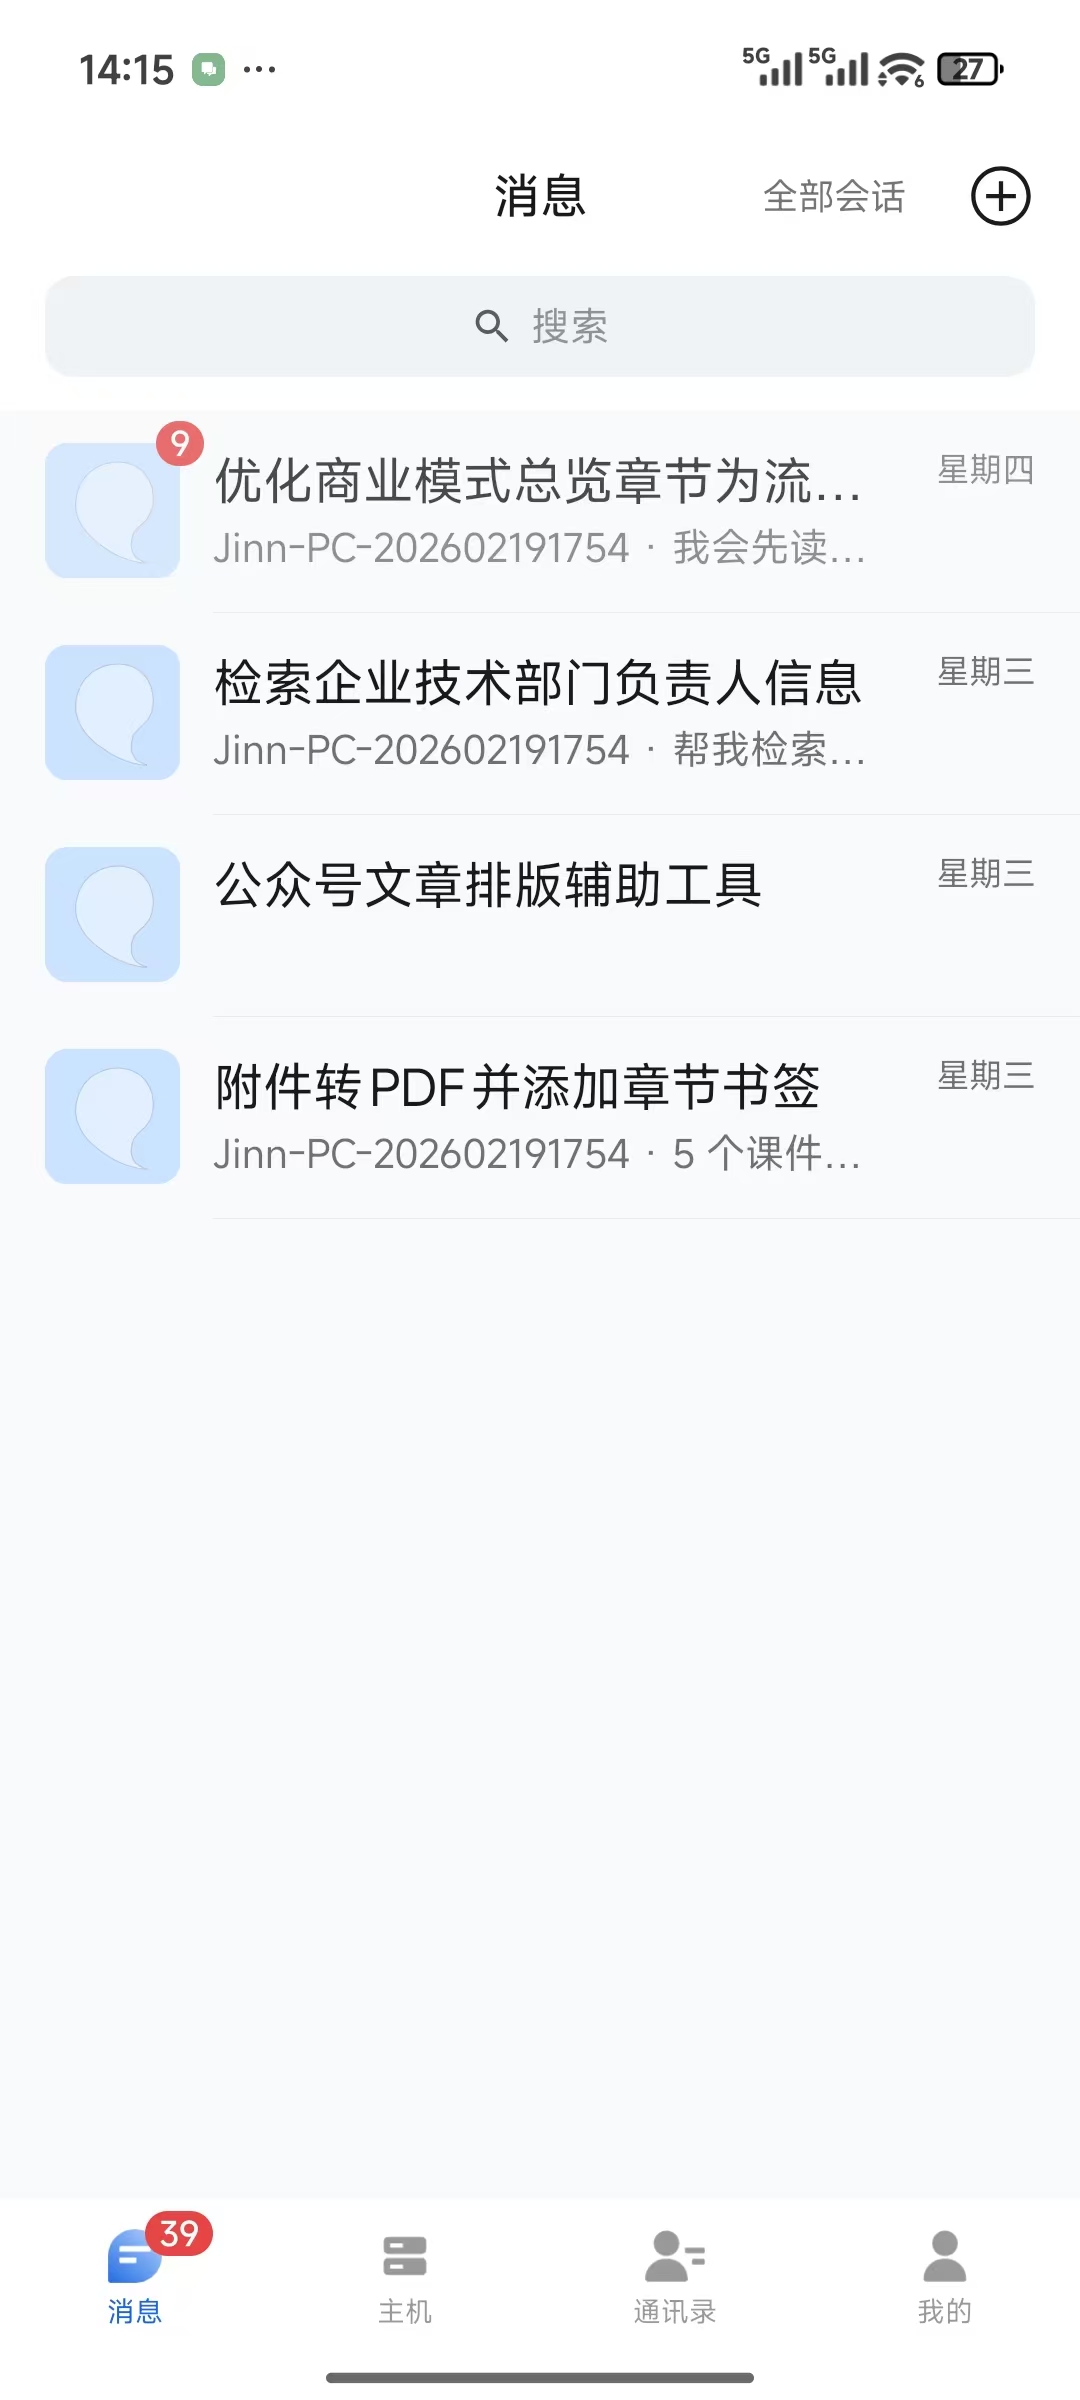 14:15 ...
5G 5G 6 27
消息
全部会话
搜索
9
优化商业模式总览章节为流...
星期四
Jinn-PC-202602191754 · 我会先读...
检索企业技术部门负责人信息
星期三
Jinn-PC-202602191754 · 帮我检索...
公众号文章排版辅助工具
星期三
附件转PDF并添加章节书签
星期三
Jinn-PC-202602191754 · 5 个课件...
39
消息
主机
通讯录
我的